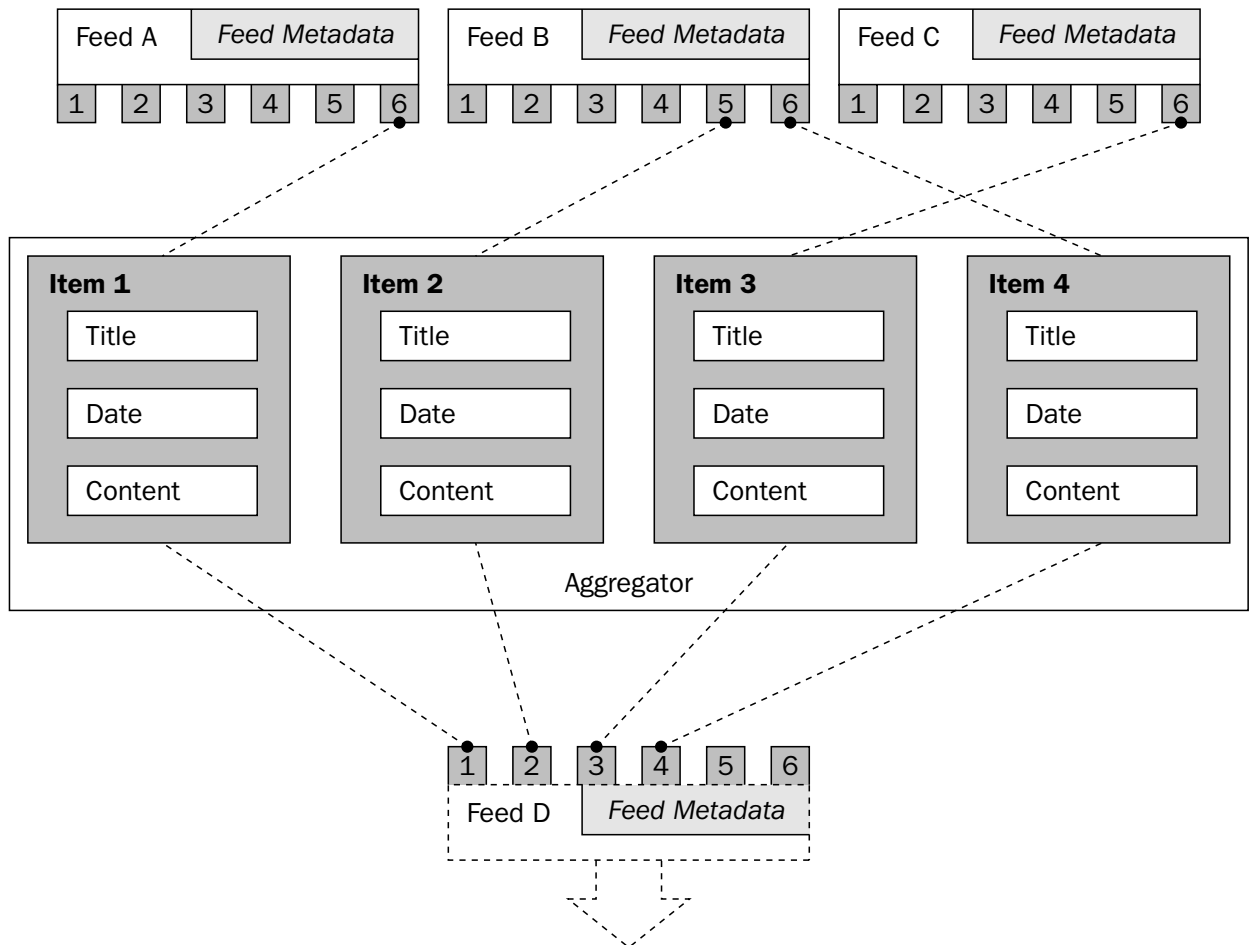 Feed A Feed Metadata Feed B Feed Metadata Feed C Feed Metadata
1 2 3 4 5 6 1 2 3 4 5 6 1 2 3 4 5 6
Item 1 Item 2 Item 3 Item 4
Title Title Title Title
Date Date Date Date
Content Content Content Content
Aggregator
1 2 3 4 5 6
Feed D Feed Metadata